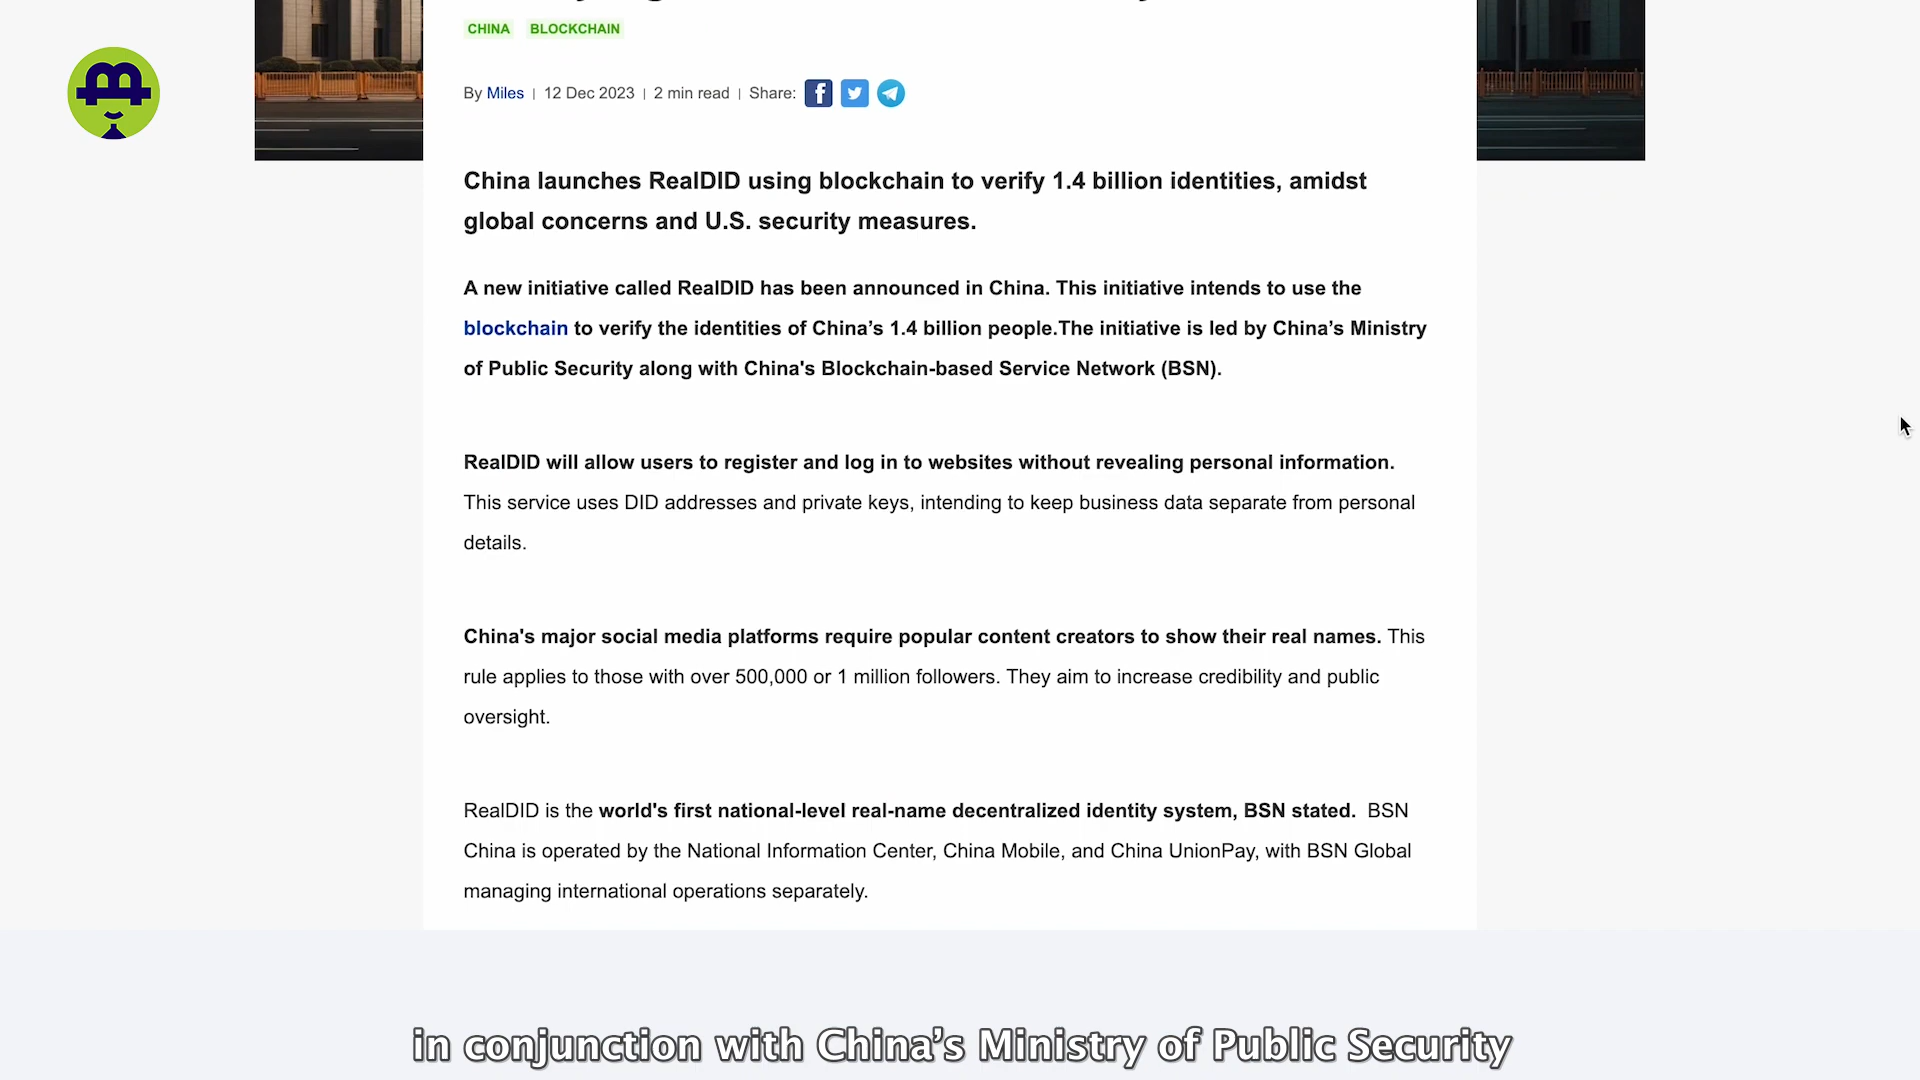 CHINA BLOCKCHAIN
By Miles | 12 Dec 2023 | 2 min read | Share:
China launches RealDID using blockchain to verify 1.4 billion identities, amidst
global concerns and U.S. security measures.
A new initiative called RealDID has been announced in China. This initiative intends to use the
blockchain to verify the identities of China’s 1.4 billion people.The initiative is led by China’s Ministry
of Public Security along with China's Blockchain-based Service Network (BSN).
RealDID will allow users to register and log in to websites without revealing personal information.
This service uses DID addresses and private keys, intending to keep business data separate from personal
details.
China's major social media platforms require popular content creators to show their real names. This
rule applies to those with over 500,000 or 1 million followers. They aim to increase credibility and public
oversight.
RealDID is the world's first national-level real-name decentralized identity system, BSN stated. BSN
China is operated by the National Information Center, China Mobile, and China UnionPay, with BSN Global
managing international operations separately.
in conjunction with China’s Ministry of Public Security